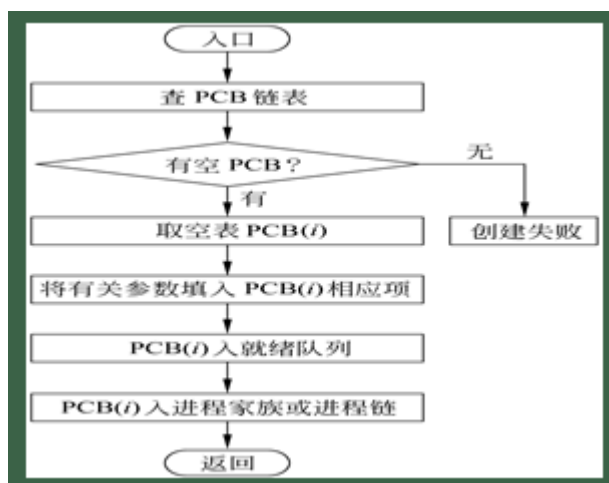 入口
查 PCB 链表
有空 PCB？
无
有
取空表 PCB(i)
创建失败
将有关参数填入 PCB(i) 相应项
PCB(i) 入就绪队列
PCB(i) 入进程家族或进程链
返回